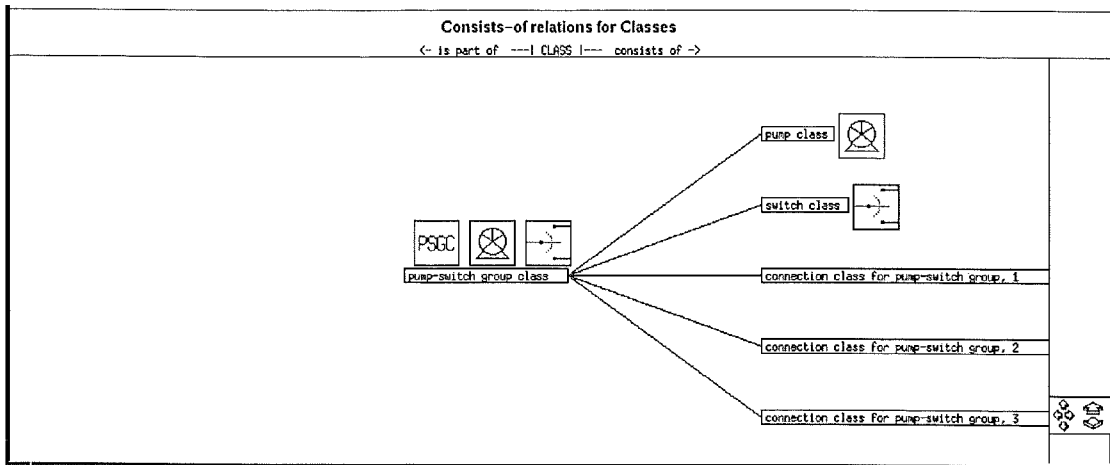 Consists-of relations for Classes
<- is part of ---| CLASS |--- consists of ->
pump class
switch class
PSGC
pump-switch group class
connection class for pump-switch group, 1
connection class for pump-switch group, 2
connection class for pump-switch group, 3